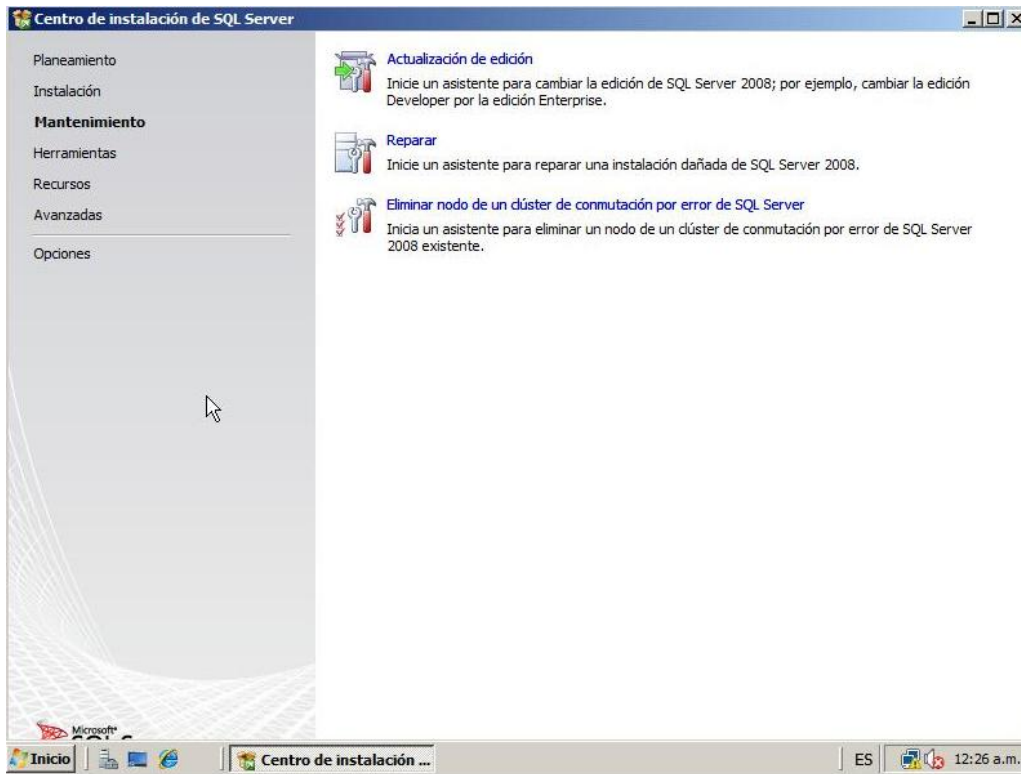 Centro de instalación de SQL Server
Planeamiento
Instalación
Mantenimiento
Herramientas
Recursos
Avanzadas
Opciones
Actualización de edición
Inicie un asistente para cambiar la edición de SQL Server 2008; por ejemplo, cambiar la edición
Developer por la edición Enterprise.
Reparar
Inicie un asistente para reparar una instalación dañada de SQL Server 2008.
Eliminar nodo de un clúster de conmutación por error de SQL Server
Inicia un asistente para eliminar un nodo de un clúster de conmutación por error de SQL Server
2008 existente.
Microsoft
Inicio
Centro de instalación ...
ES
12:26 a.m.